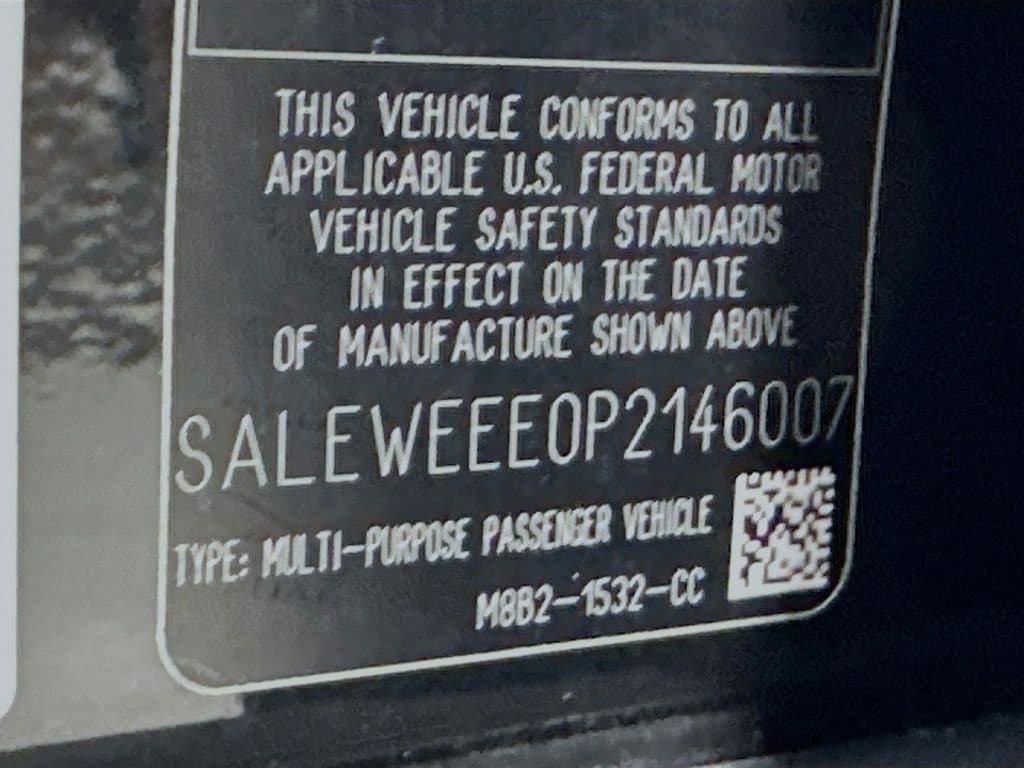 THIS VEHICLE CONFORMS TO ALL
APPLICABLE U.S. FEDERAL MOTOR
VEHICLE SAFETY STANDARDS
IN EFFECT ON THE DATE
OF MANUFACTURE SHOWN ABOVE
SALEWEEE0P2146007
TYPE: MULTI-PURPOSE PASSENGER VEHICLE
M8B2-1532-CC